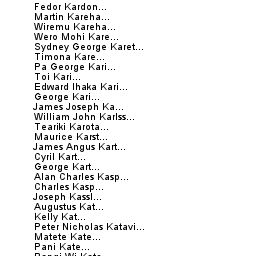 Fedor Kardon...
Martin Kareha...
Wiremu Kareha...
Wero Mohi Kare...
Sydney George Karet...
Timona Kare...
Pa George Kari...
Toi Kari...
Edward Ihaka Kari...
George Kari...
James Joseph Ka...
William John Karlss...
Teariki Karota...
Maurice Karst...
James Angus Kart...
Cyril Kart...
George Kart...
Alan Charles Kasp...
Charles Kasp...
Joseph Kassl...
Augustus Kat...
Kelly Kat...
Peter Nicholas Katavi...
Matete Kate...
Pani Kate...